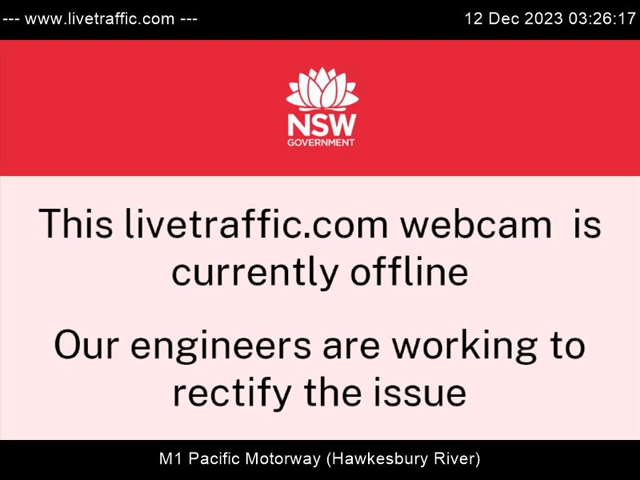 --- www.livetraffic.com --- 12 Dec 2023 03:26:17
NSW
GOVERNMENT
This livetraffic.com webcam is
currently offline
Our engineers are working to
rectify the issue
M1 Pacific Motorway (Hawkesbury River)